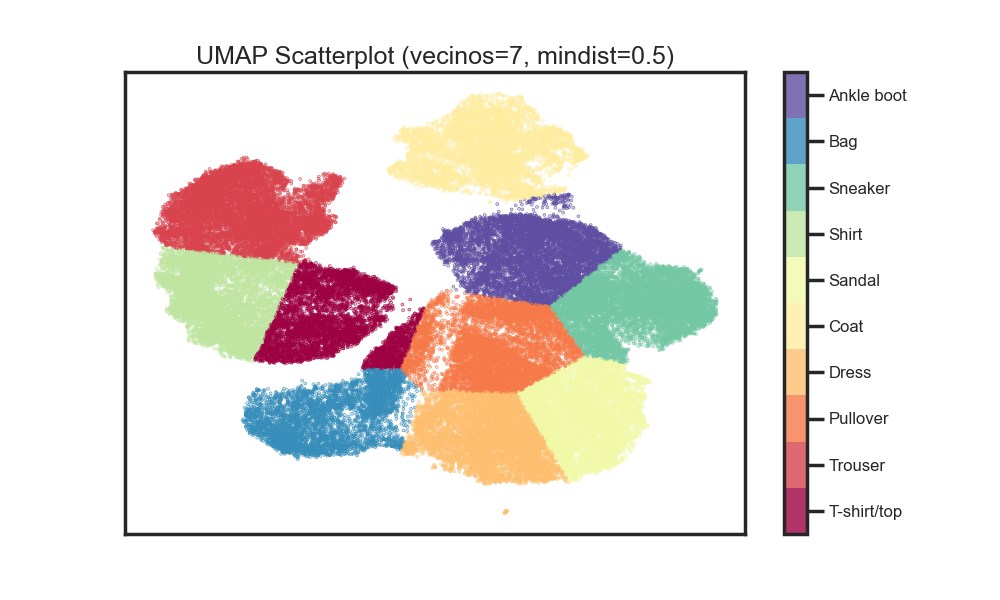 UMAP Scatterplot (vecinos=7, mindist=0.5)
Ankle boot
Bag
Sneaker
Shirt
Sandal
Coat
Dress
Pullover
Trouser
T-shirt/top